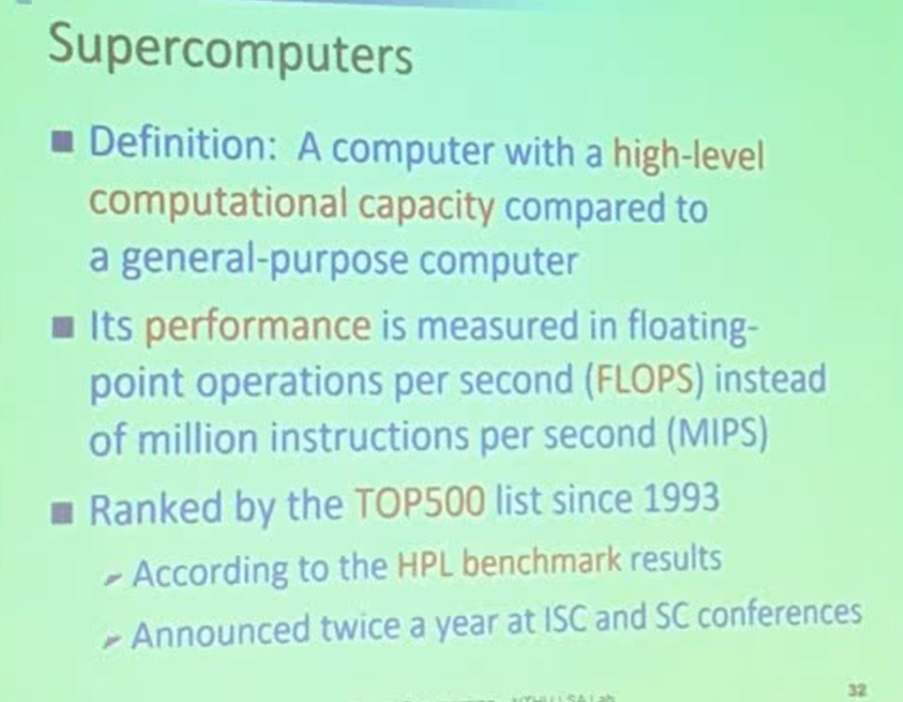 Supercomputers
Definition: A computer with a high-level
computational capacity compared to
a general-purpose computer
Its performance is measured in floating-
point operations per second (FLOPS) instead
of million instructions per second (MIPS)
Ranked by the TOP500 list since 1993
According to the HPL benchmark results
Announced twice a year at ISC and SC conferences
32